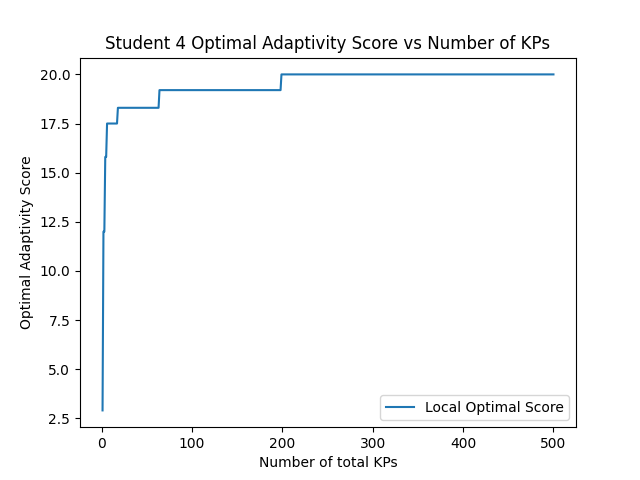 Student 4 Optimal Adaptivity Score vs Number of KPs
20.0
17.5
15.0
12.5
10.0
7.5
5.0
2.5
Optimal Adaptivity Score
Local Optimal Score
0 100 200 300 400 500
Number of total KPs